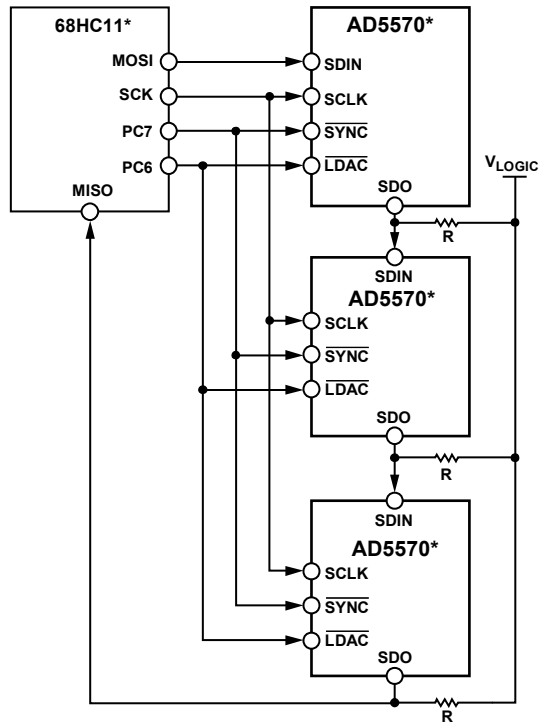 68HC11*
MOSI
SCK
PC7
PC6
MISO
AD5570*
SDIN
SCLK
SYNC
LDAC
SDO
VLOGIC
R
SDIN
AD5570*
SCLK
SYNC
LDAC
SDO
R
SDIN
AD5570*
SCLK
SYNC
LDAC
SDO
R